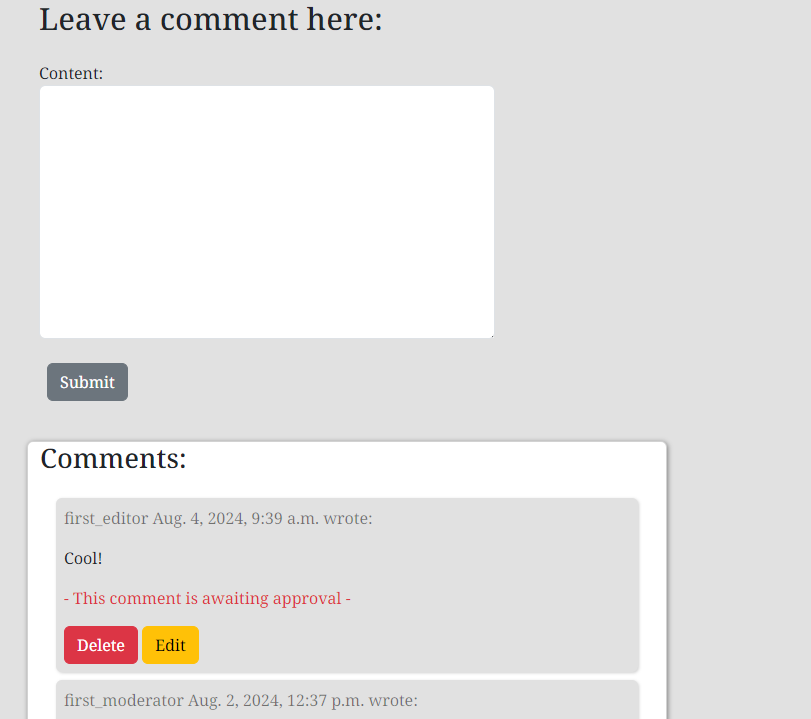 Leave a comment here:
Content:
Submit
Comments:
first_editor Aug. 4, 2024, 9:39 a.m. wrote:
Cool!
- This comment is awaiting approval -
Delete Edit
first_moderator Aug. 2, 2024, 12:37 p.m. wrote: